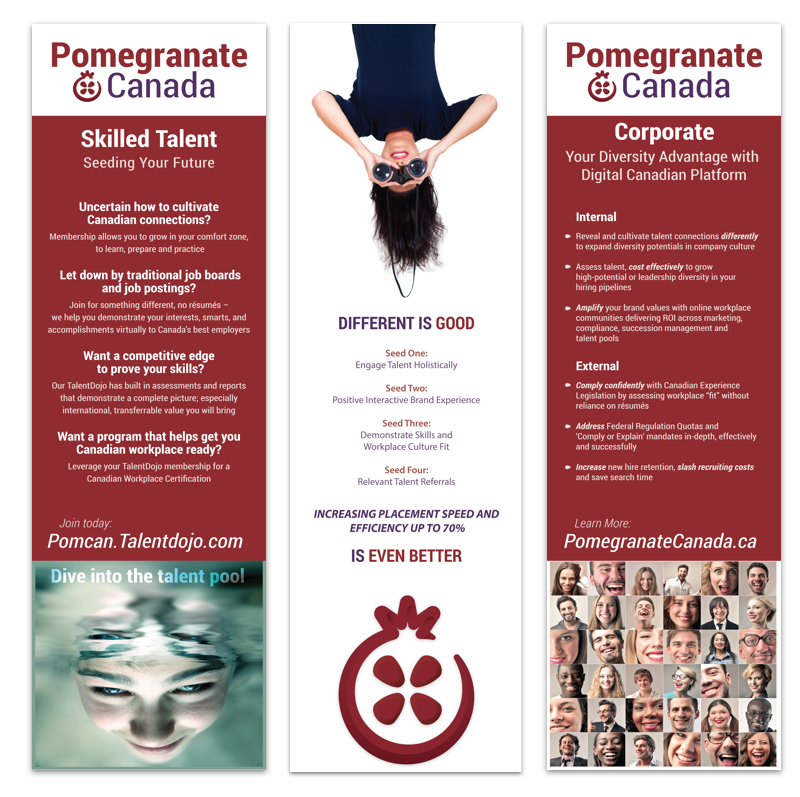 Pomegranate
Canada
Skilled Talent
Seeding Your Future
Uncertain how to cultivate
Canadian connections?
Membership allows you to grow in your comfort zone,
to learn, prepare and practice
Let down by traditional job boards
and job postings?
Join for something different, no résumés –
we help you demonstrate your interests, smarts, and
accomplishments virtually to Canada's best employers
Want a competitive edge
to prove your skills?
Our TalentDojo has built in assessments and reports
that demonstrate a complete picture; especially
international, transferrable value you will bring
Want a program that helps get you
Canadian workplace ready?
Leverage your TalentDojo membership for a
Canadian Workplace Certification
Join today:
Pomcan.Talentdojo.com
Dive into the talent pool
DIFFERENT IS GOOD
Seed One:
Engage Talent Holistically
Seed Two:
Positive Interactive Brand Experience
Seed Three:
Demonstrate Skills and
Workplace Culture Fit
Seed Four:
Relevant Talent Referrals
INCREASING PLACEMENT SPEED AND
EFFICIENCY UP TO 70%
IS EVEN BETTER
Pomegranate
Canada
Corporate
Your Diversity Advantage with
Digital Canadian Platform
Internal
Reveal and cultivate talent connections differently
to expand diversity potentials in company culture
Assess talent, cost effectively to grow
high-potential or leadership diversity in your
hiring pipelines
Amplify your brand values with online workplace
communities delivering ROI across marketing,
compliance, succession management and
talent pools
External
Comply confidently with Canadian Experience
Legislation by assessing workplace "fit" without
reliance on résumés
Address Federal Regulation Quotas and
'Comply or Explain' mandates in-depth, effectively
and successfully
Increase new hire retention, slash recruiting costs
and save search time
Learn More:
PomegranateCanada.ca